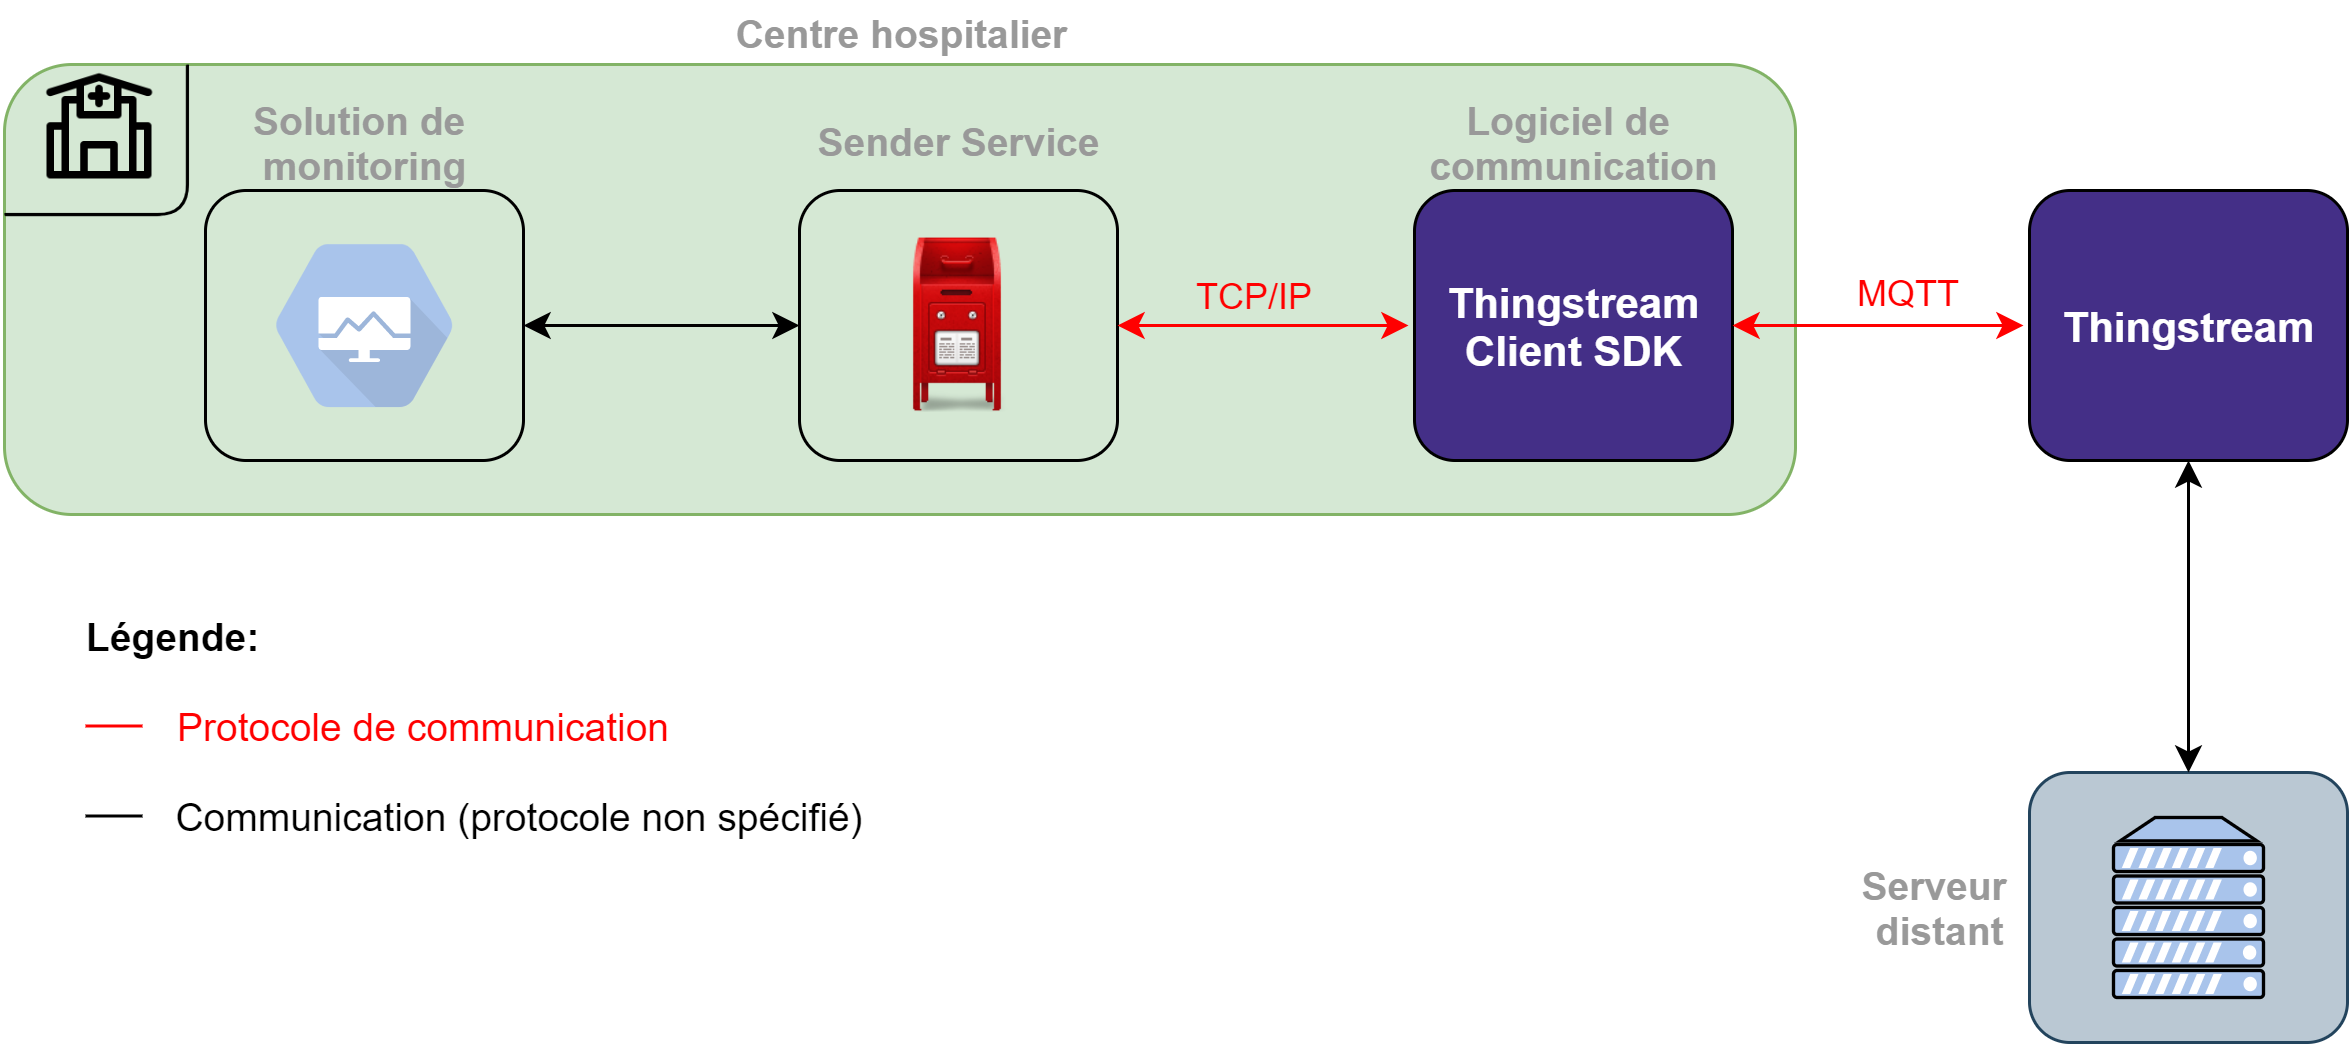 Centre hospitalier
Solution de
monitoring
Sender Service
Logiciel de
communication
TCP/IP
Thingstream
Client SDK
MQTT
Thingstream
Légende:
Protocole de communication
Communication (protocole non spécifié)
Serveur
distant